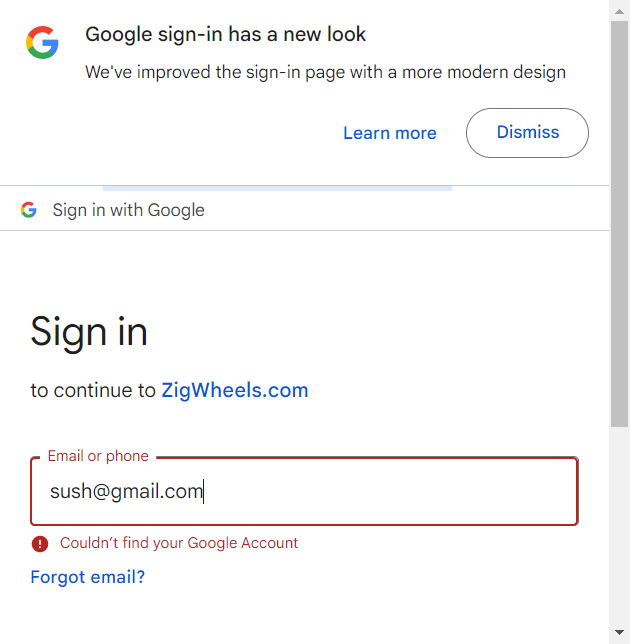 Google sign-in has a new look
We've improved the sign-in page with a more modern design
Learn more
Dismiss
Sign in with Google
Sign in
to continue to ZigWheels.com
Email or phone
sush@gmail.com
Couldn't find your Google Account
Forgot email?